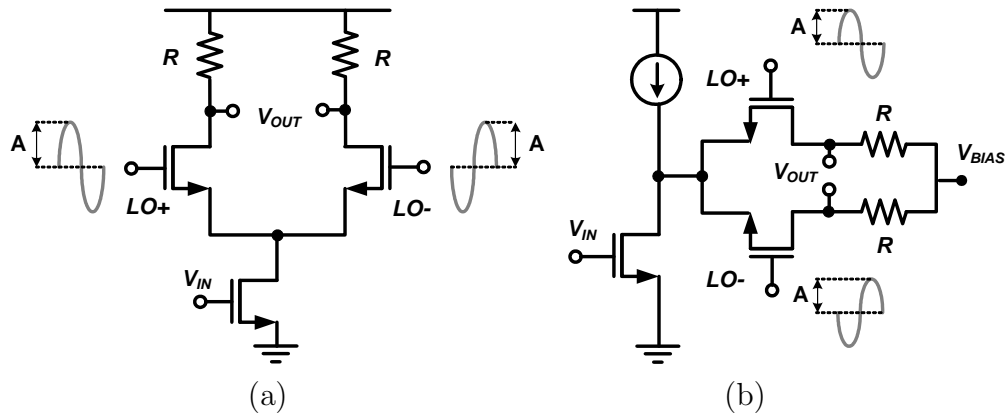 R
R
V_OUT
A
A
LO+
LO-
V_IN
(a)
A
LO+
R
V_BIAS
V_OUT
R
V_IN
LO-
A
(b)